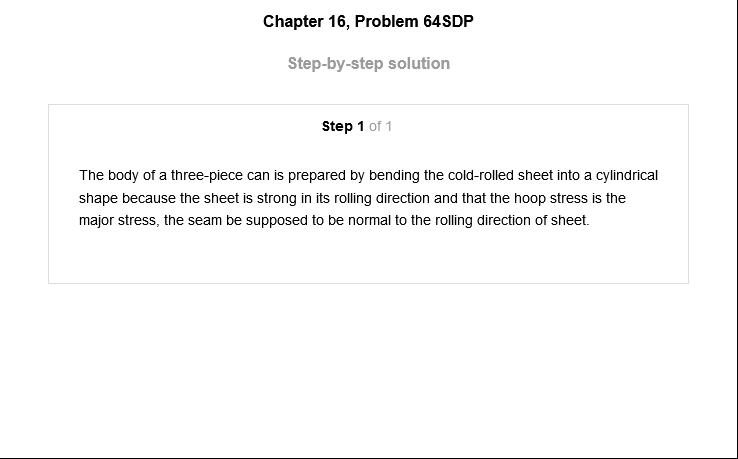 Chapter 16, Problem 64SDP
Step-by-step solution
Step 1 of 1
The body of a three-piece can is prepared by bending the cold-rolled sheet into a cylindrical
shape because the sheet is strong in its rolling direction and that the hoop stress is the
major stress, the seam be supposed to be normal to the rolling direction of sheet.